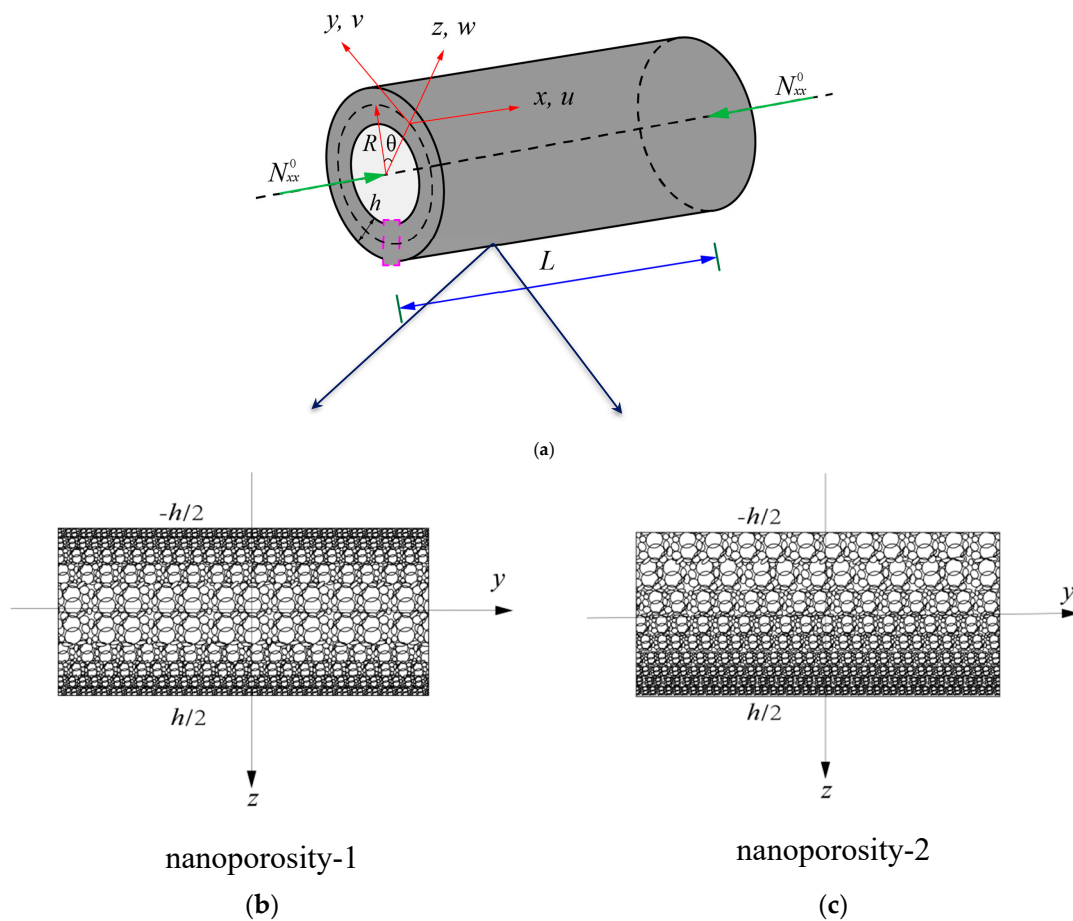 y, v
z, w
x, u
N⁰xx
R
θ
N⁰xx
h
L
(a)
-h/2
y
h/2
z
nanoporosity-1
(b)
-h/2
y
h/2
z
nanoporosity-2
(c)